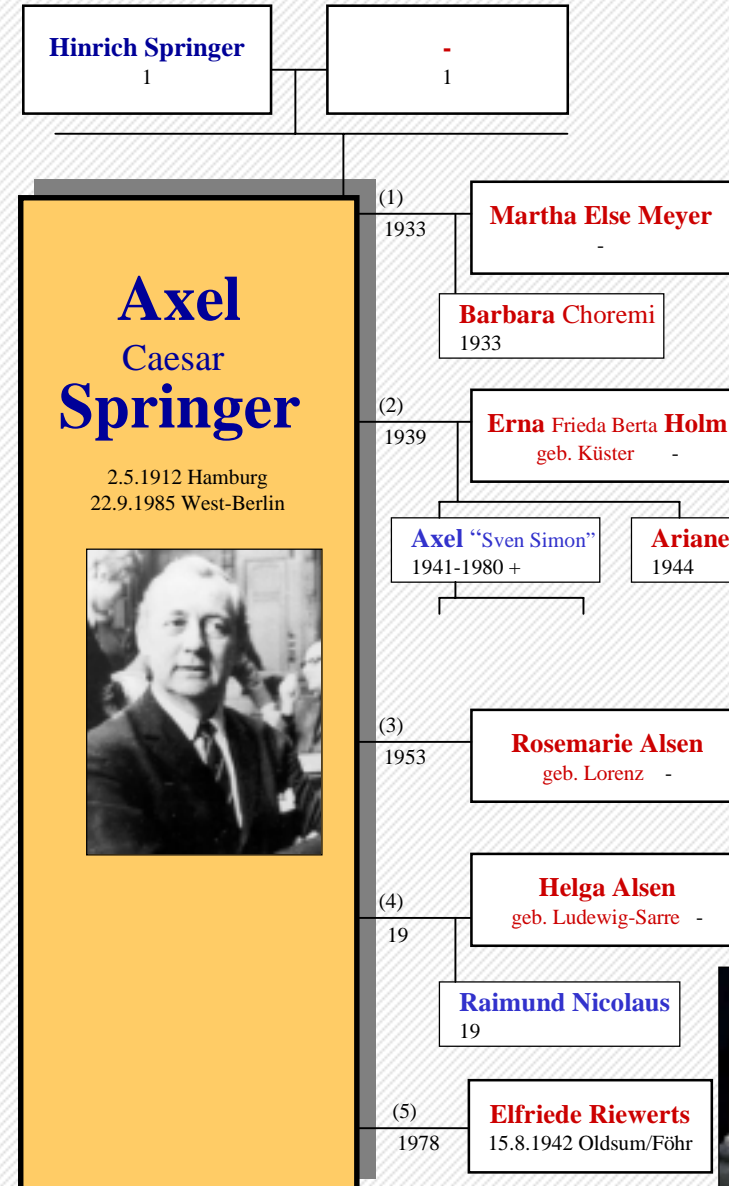 Hinrich Springer
1
-
1
Axel
Caesar
Springer
2.5.1912 Hamburg
22.9.1985 West-Berlin
(1)
1933
Martha Else Meyer
-
Barbara Choremi
1933
(2)
1939
Erna Frieda Berta Holm
geb. Küster -
Axel “Sven Simon”
1941-1980 +
Ariane
1944
(3)
1953
Rosemarie Alsen
geb. Lorenz -
(4)
19
Helga Alsen
geb. Ludewig-Sarre -
Raimund Nicolaus
19
(5)
1978
Elfriede Riewerts
15.8.1942 Oldsum/Föhr